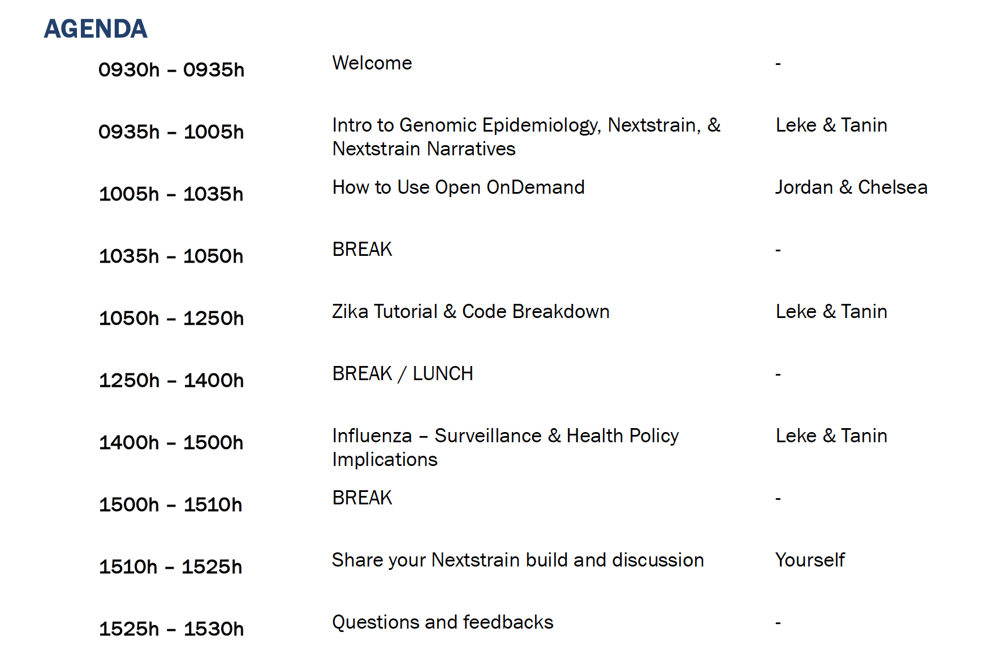 AGENDA
0930h – 0935h Welcome -
0935h – 1005h Intro to Genomic Epidemiology, Nextstrain, & Leke & Tanin
Nextstrain Narratives
1005h – 1035h How to Use Open OnDemand Jordan & Chelsea
1035h – 1050h BREAK -
1050h – 1250h Zika Tutorial & Code Breakdown Leke & Tanin
1250h – 1400h BREAK / LUNCH -
1400h – 1500h Influenza – Surveillance & Health Policy Leke & Tanin
Implications
1500h – 1510h BREAK -
1510h – 1525h Share your Nextstrain build and discussion Yourself
1525h – 1530h Questions and feedbacks -